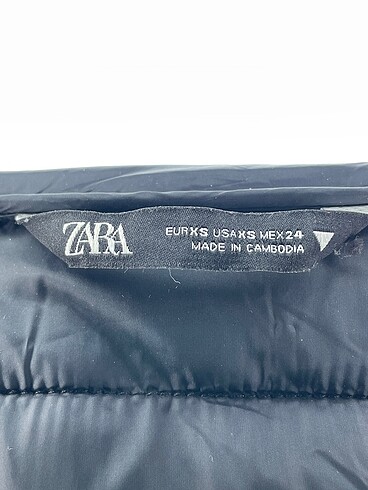 ZARA
EUR XS USA XS MEX 24
MADE IN CAMBODIA